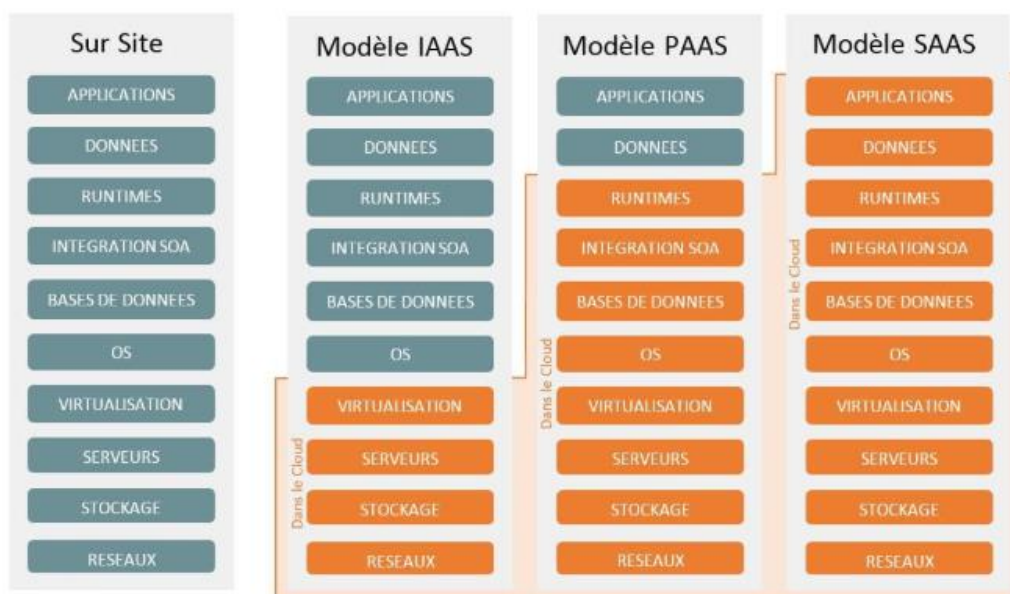 Sur Site
APPLICATIONS
DONNEES
RUNTIMES
INTEGRATION SOA
BASES DE DONNEES
OS
VIRTUALISATION
SERVEURS
STOCKAGE
RESEAUX
Modèle IAAS
APPLICATIONS
DONNEES
RUNTIMES
INTEGRATION SOA
BASES DE DONNEES
OS
VIRTUALISATION
SERVEURS
STOCKAGE
RESEAUX
Dans le Cloud
Modèle PAAS
APPLICATIONS
DONNEES
RUNTIMES
INTEGRATION SOA
BASES DE DONNEES
OS
VIRTUALISATION
SERVEURS
STOCKAGE
RESEAUX
Dans le Cloud
Modèle SAAS
APPLICATIONS
DONNEES
RUNTIMES
INTEGRATION SOA
BASES DE DONNEES
OS
VIRTUALISATION
SERVEURS
STOCKAGE
RESEAUX
Dans le Cloud